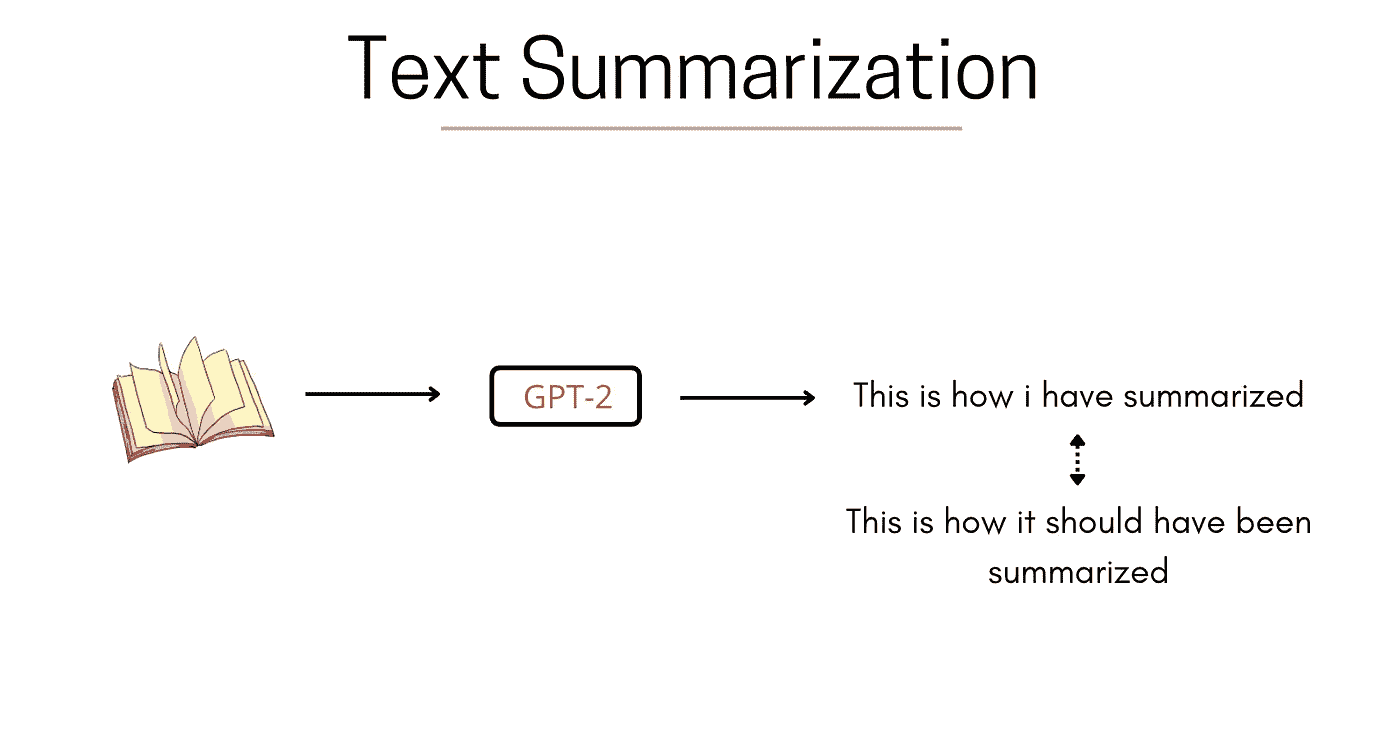 Text Summarization
GPT-2
This is how i have summarized
This is how it should have been
summarized